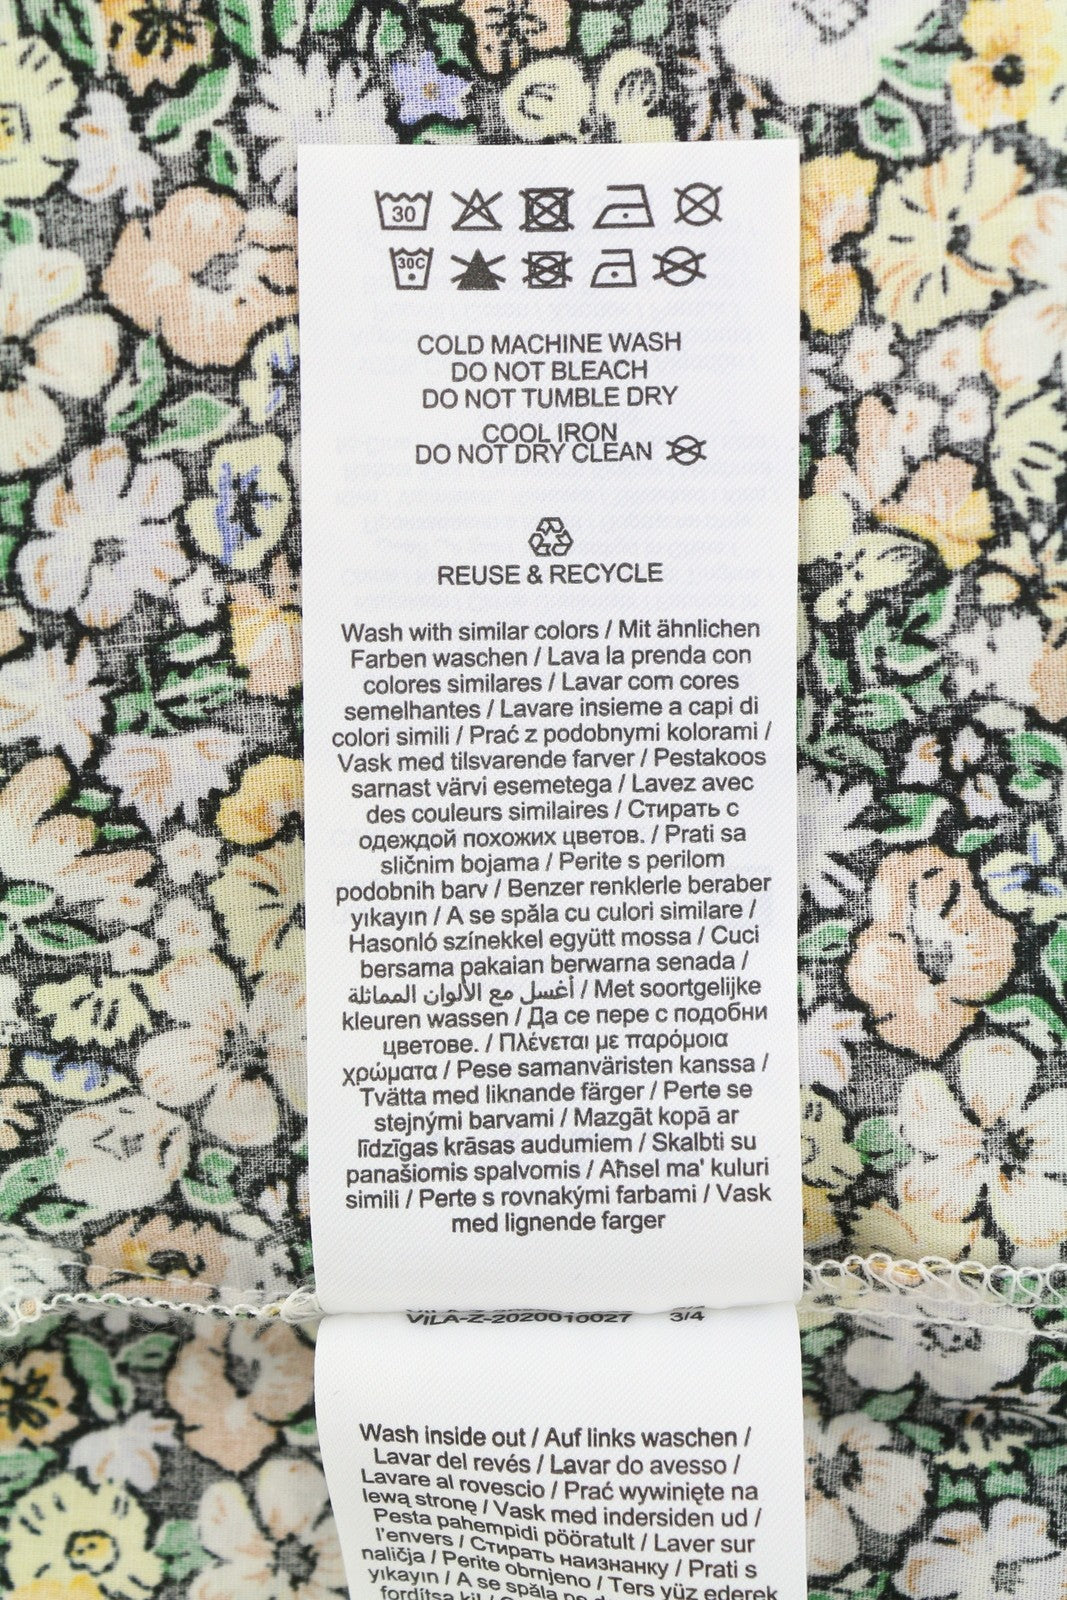 30
30C
COLD MACHINE WASH
DO NOT BLEACH
DO NOT TUMBLE DRY
COOL IRON
DO NOT DRY CLEAN
REUSE & RECYCLE
Wash with similar colors / Mit ähnlichen
Farben waschen / Lava la prenda con
colores similares / Lavar com cores
semelhantes / Lavare insieme a capi di
colori simili / Prać z podobnymi kolorami /
Vask med tilsvarende farver / Pestakoos
sarnast värvi esemetega / Lavez avec
des couleurs similaires / Стирать с
одеждой похожих цветов. / Prati sa
sličnim bojama / Perite s perilom
podobnih barv / Benzer renklerle beraber
yıkayın / A se spăla cu culori similare /
Hasonló színekkel együtt mossa / Cuci
bersama pakaian berwarna senada /
أغسل مع الألوان المماثلة / Met soortgelijke
kleuren wassen / Да се пере с подобни
цветове. / Πλένεται με παρόμοια
χρώματα / Pese samanväristen kanssa /
Tvätta med liknande färger / Perte se
stejnými barvami / Mazgāt kopā ar
līdzīgas krāsas audumiem / Skalbti su
panašiomis spalvomis / Aħsel ma' kuluri
simili / Perte s rovnakými farbami / Vask
med lignende farger
VILA-Z-2020010027 3/4
Wash inside out / Auf links waschen /
Lavar del revés / Lavar do avesso /
Lavare al rovescio / Prać wywinięte na
lewą stronę / Vask med indersiden ud /
Pesta pahempidi pööratult / Laver sur
l'envers / Стирать наизнанку / Prati s
naličja / Perite obrnjeno / Ters yüz ederek
yıkayın / A se spăla pe
fordítsa ki! /